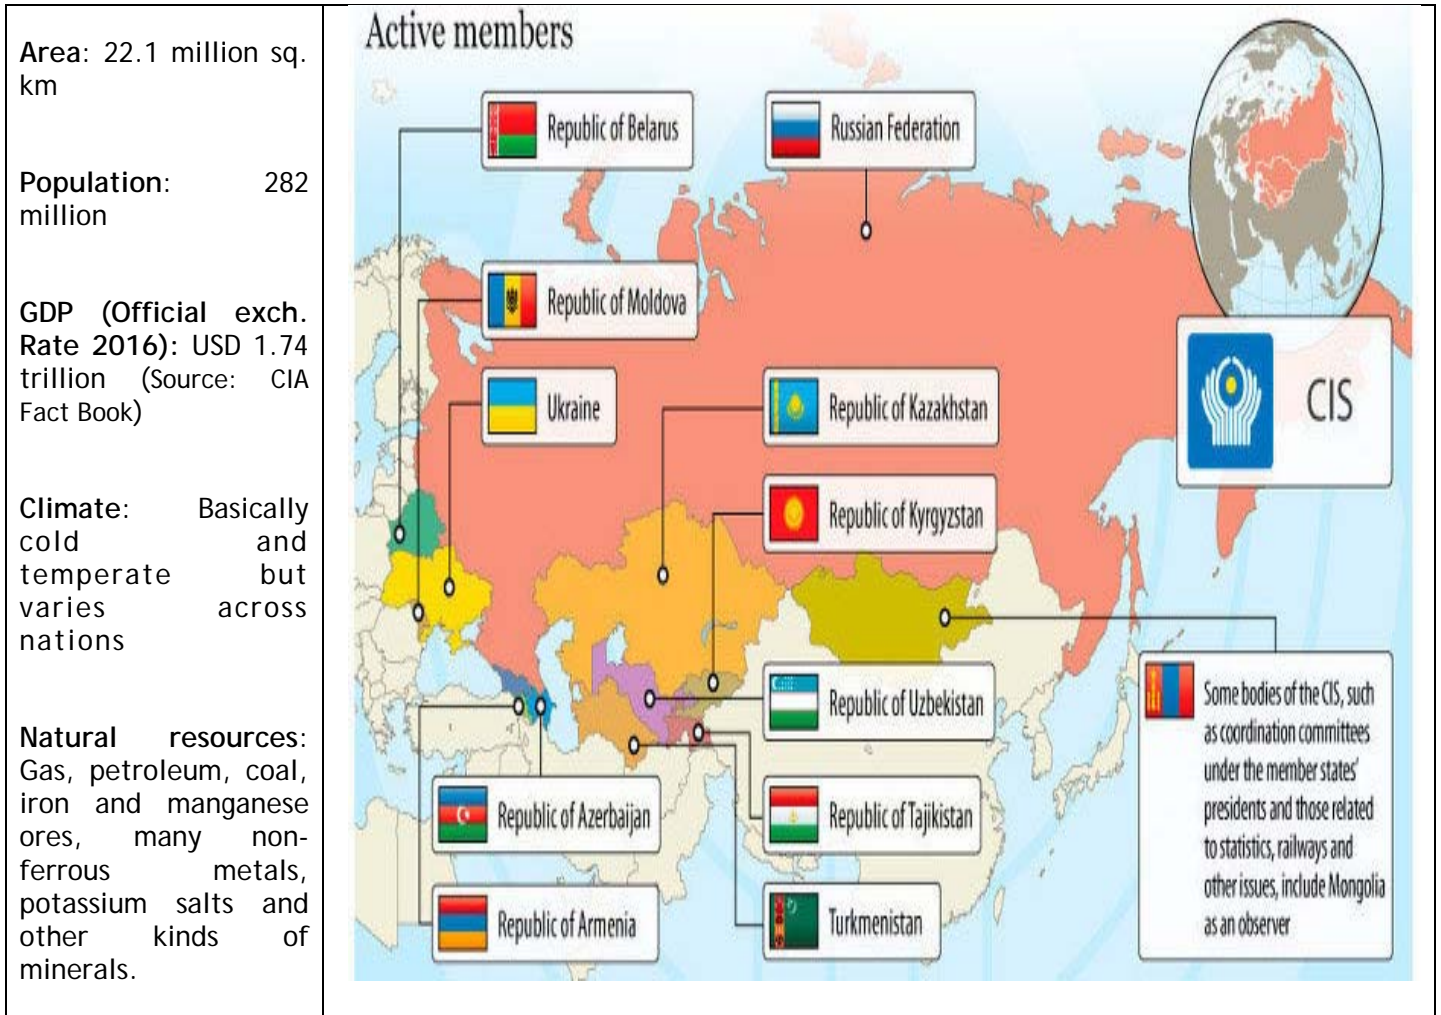 Area: 22.1 million sq.
km
Population: 282
million
GDP (Official exch.
Rate 2016): USD 1.74
trillion (Source: CIA
Fact Book)
Climate: Basically
cold and
temperate but
varies across
nations
Natural resources:
Gas, petroleum, coal,
iron and manganese
ores, many non-
ferrous metals,
potassium salts and
other kinds of
minerals.
Active members
Republic of Belarus
Russian Federation
Republic of Moldova
CIS
Ukraine
Republic of Kazakhstan
Republic of Kyrgyzstan
Republic of Uzbekistan
Republic of Azerbaijan
Republic of Tajikistan
Republic of Armenia
Turkmenistan
Some bodies of the CIS, such
as coordination committees
under the member states'
presidents and those related
to statistics, railways and
other issues, include Mongolia
as an observer